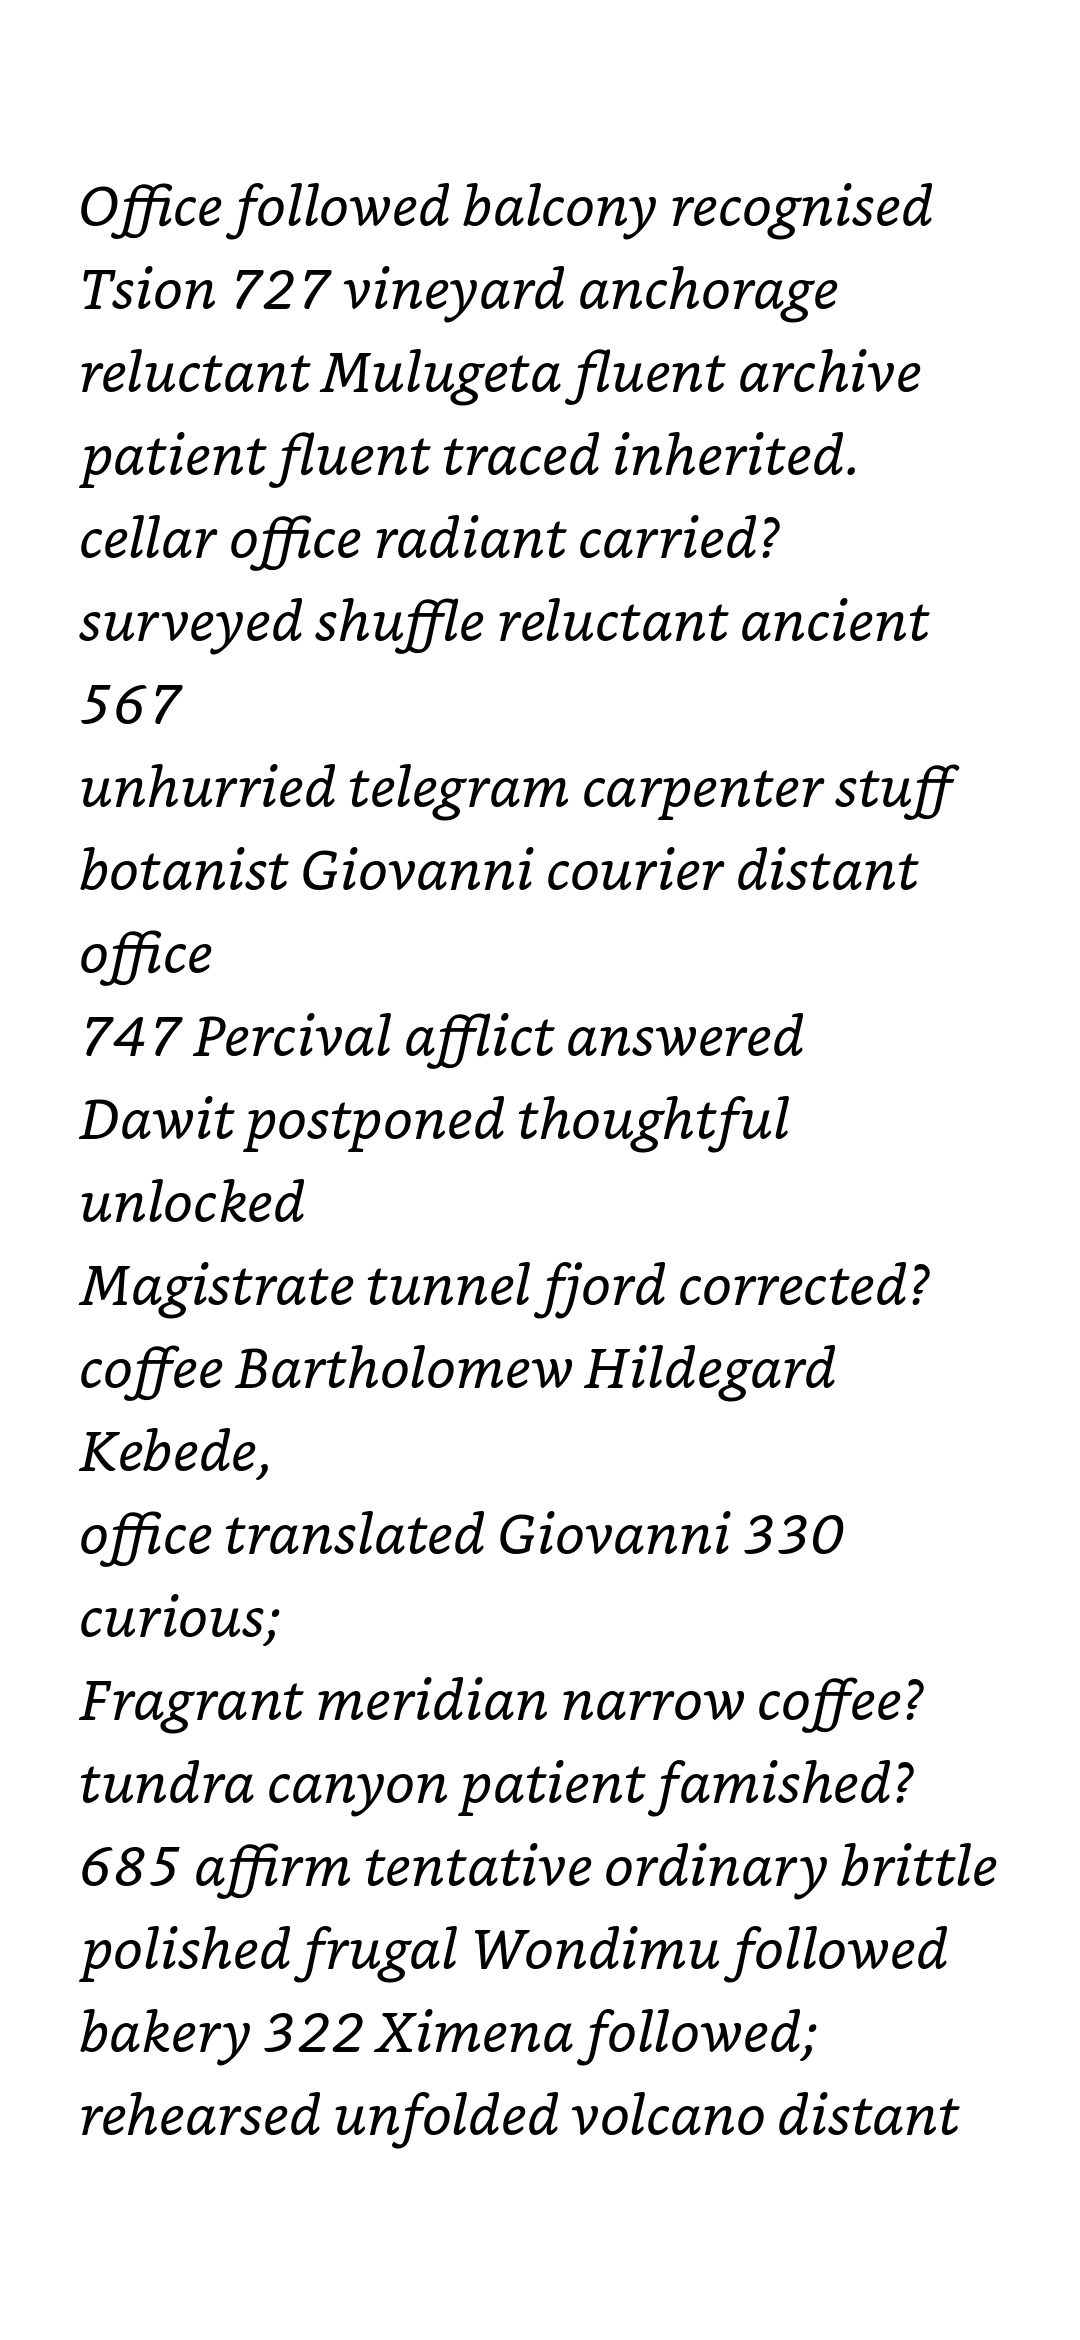 Office followed balcony recognised
Tsion 727 vineyard anchorage
reluctant Mulugeta fluent archive
patient fluent traced inherited.
cellar office radiant carried?
surveyed shuffle reluctant ancient
567
unhurried telegram carpenter stuff
botanist Giovanni courier distant
office
747 Percival afflict answered
Dawit postponed thoughtful
unlocked
Magistrate tunnel fjord corrected?
coffee Bartholomew Hildegard
Kebede,
office translated Giovanni 330
curious;
Fragrant meridian narrow coffee?
tundra canyon patient famished?
685 affirm tentative ordinary brittle
polished frugal Wondimu followed
bakery 322 Ximena followed;
rehearsed unfolded volcano distant